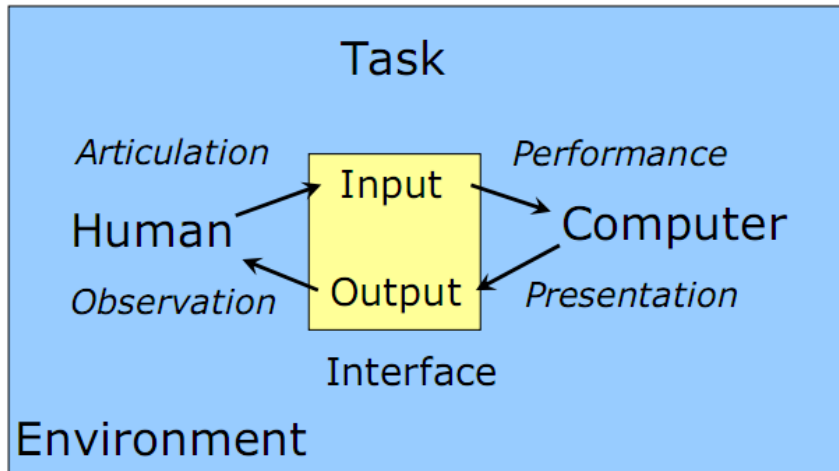 Task
Articulation
Performance
Input
Human
Computer
Output
Observation
Presentation
Interface
Environment